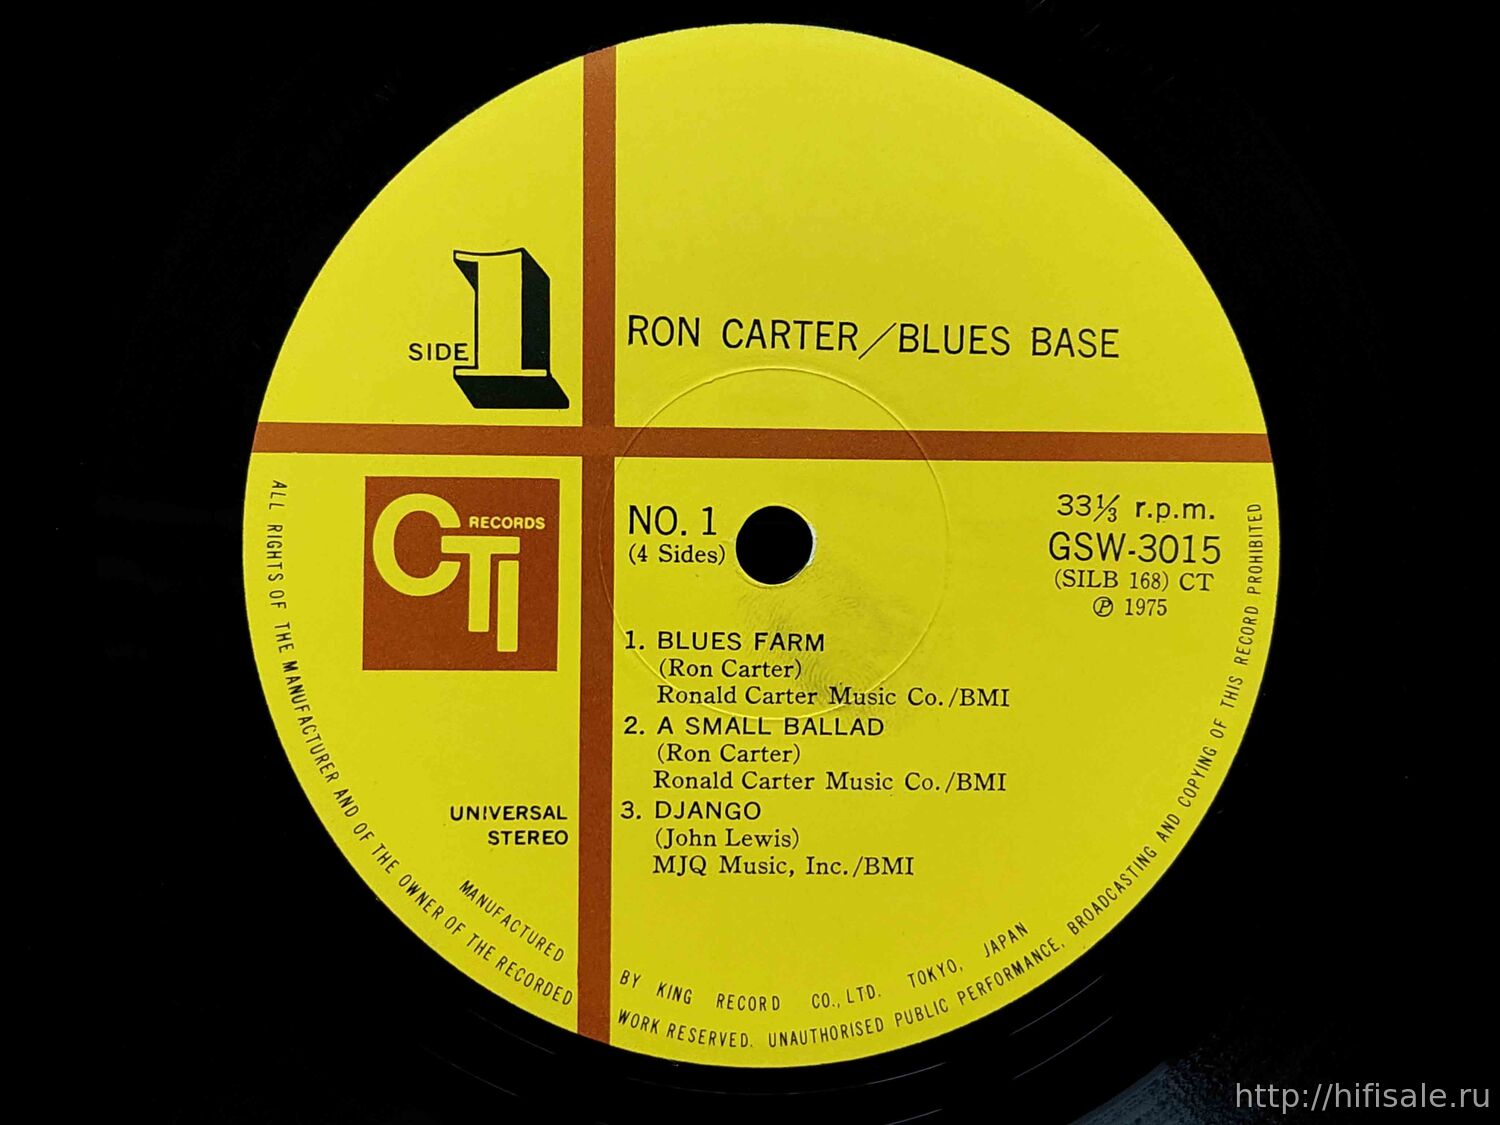 SIDE 1
RON CARTER/BLUES BASE
CTI RECORDS
NO. 1
(4 Sides)
33⅓ r.p.m.
GSW-3015
(SILB 168) CT
℗ 1975
1. BLUES FARM
(Ron Carter)
Ronald Carter Music Co./BMI
2. A SMALL BALLAD
(Ron Carter)
Ronald Carter Music Co./BMI
3. DJANGO
(John Lewis)
MJQ Music, Inc./BMI
UNIVERSAL
STEREO
MANUFACTURED BY KING RECORD CO., LTD. TOKYO, JAPAN
ALL RIGHTS OF THE MANUFACTURER AND OF THE OWNER OF THE RECORDED WORK RESERVED. UNAUTHORISED PUBLIC PERFORMANCE, BROADCASTING AND COPYING OF THIS RECORD PROHIBITED
http://hifisale.ru